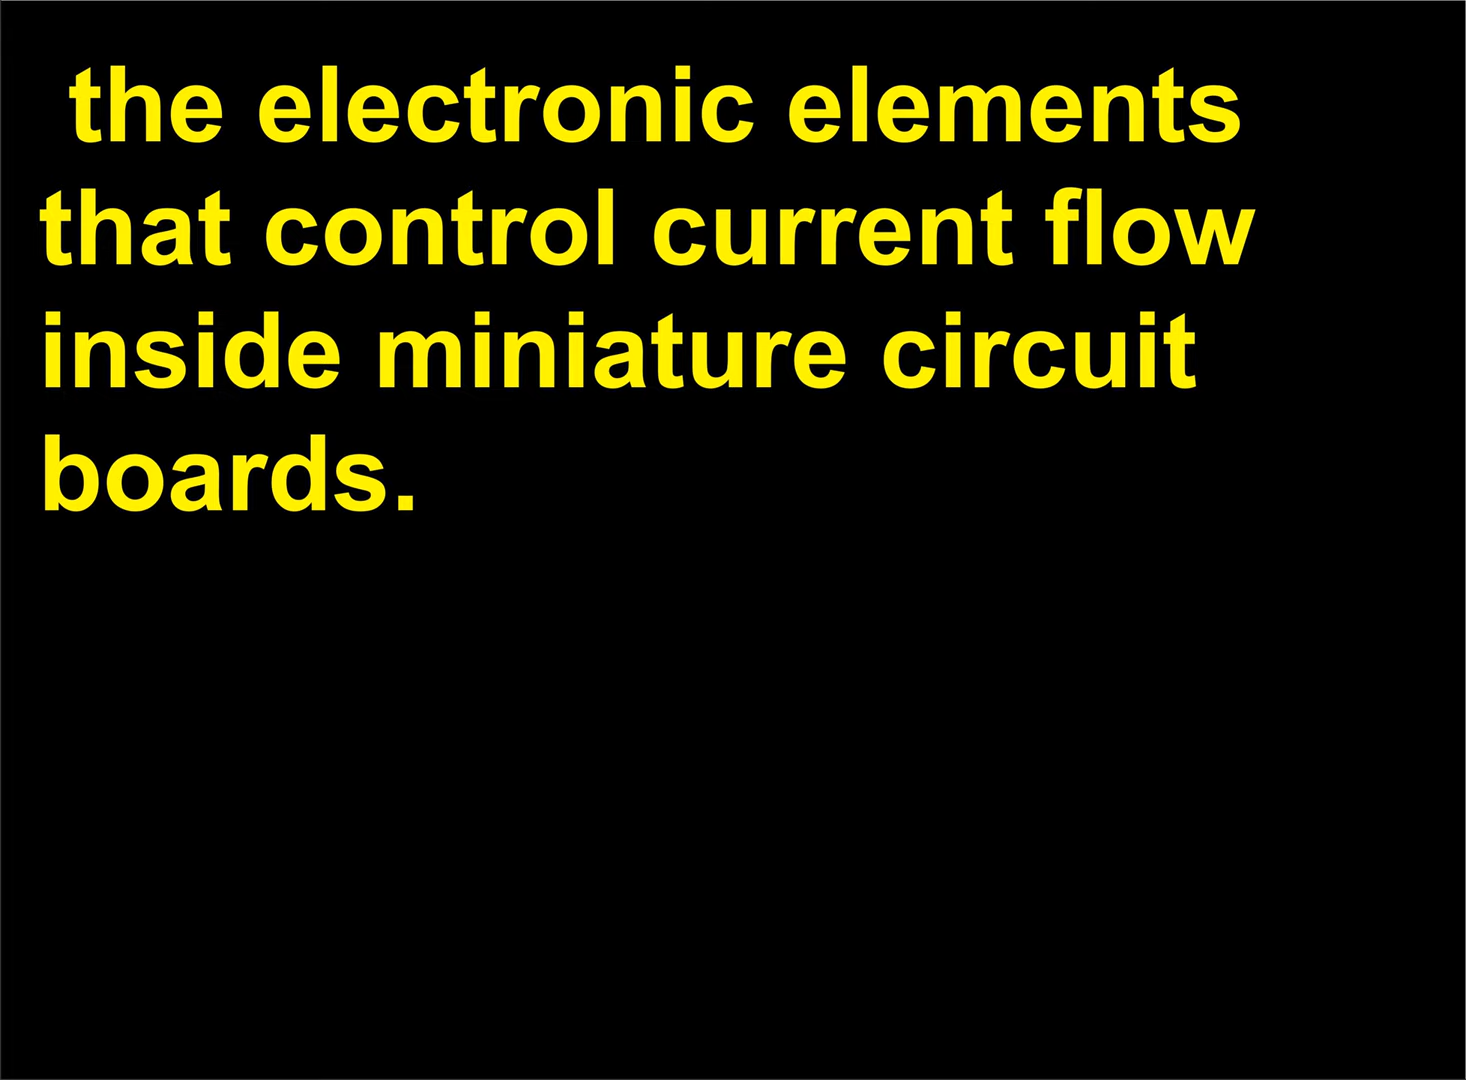 the electronic elements
that control current flow
inside miniature circuit
boards.